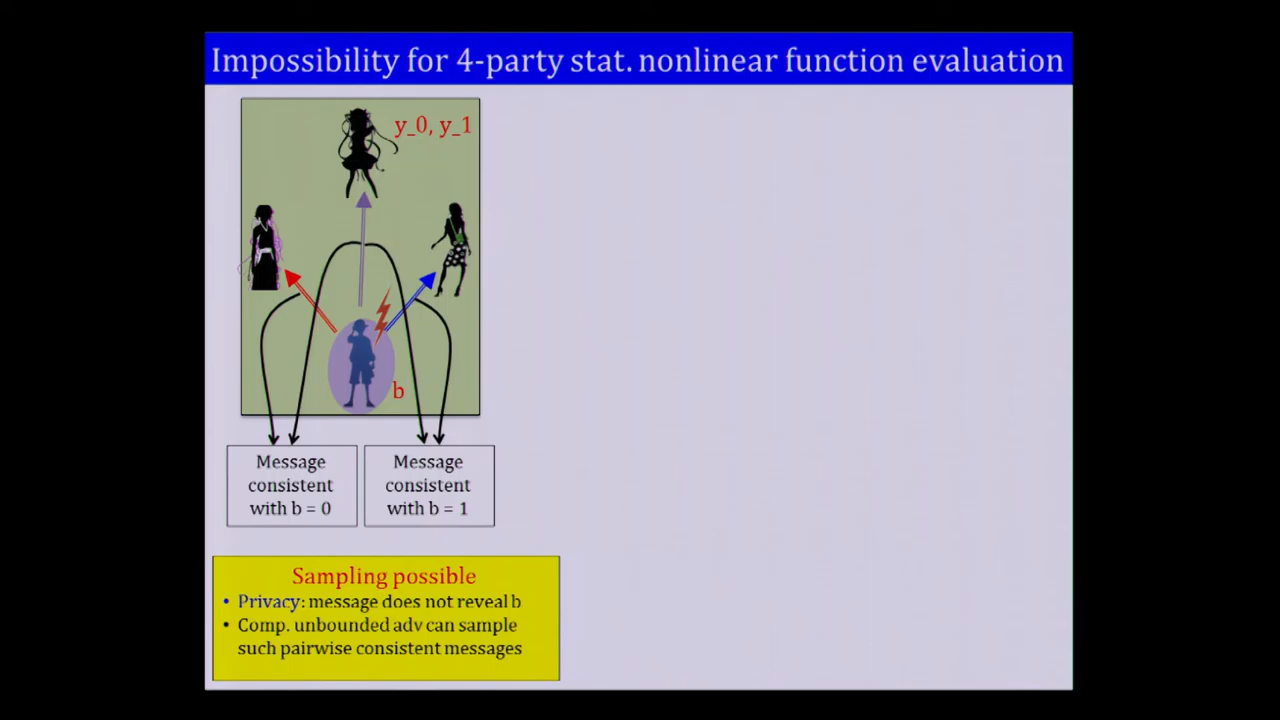 Impossibility for 4-party stat. nonlinear function evaluation
y_0, y_1
b
Message
consistent
with b = 0
Message
consistent
with b = 1
Sampling possible
• Privacy: message does not reveal b
• Comp. unbounded adv can sample
such pairwise consistent messages